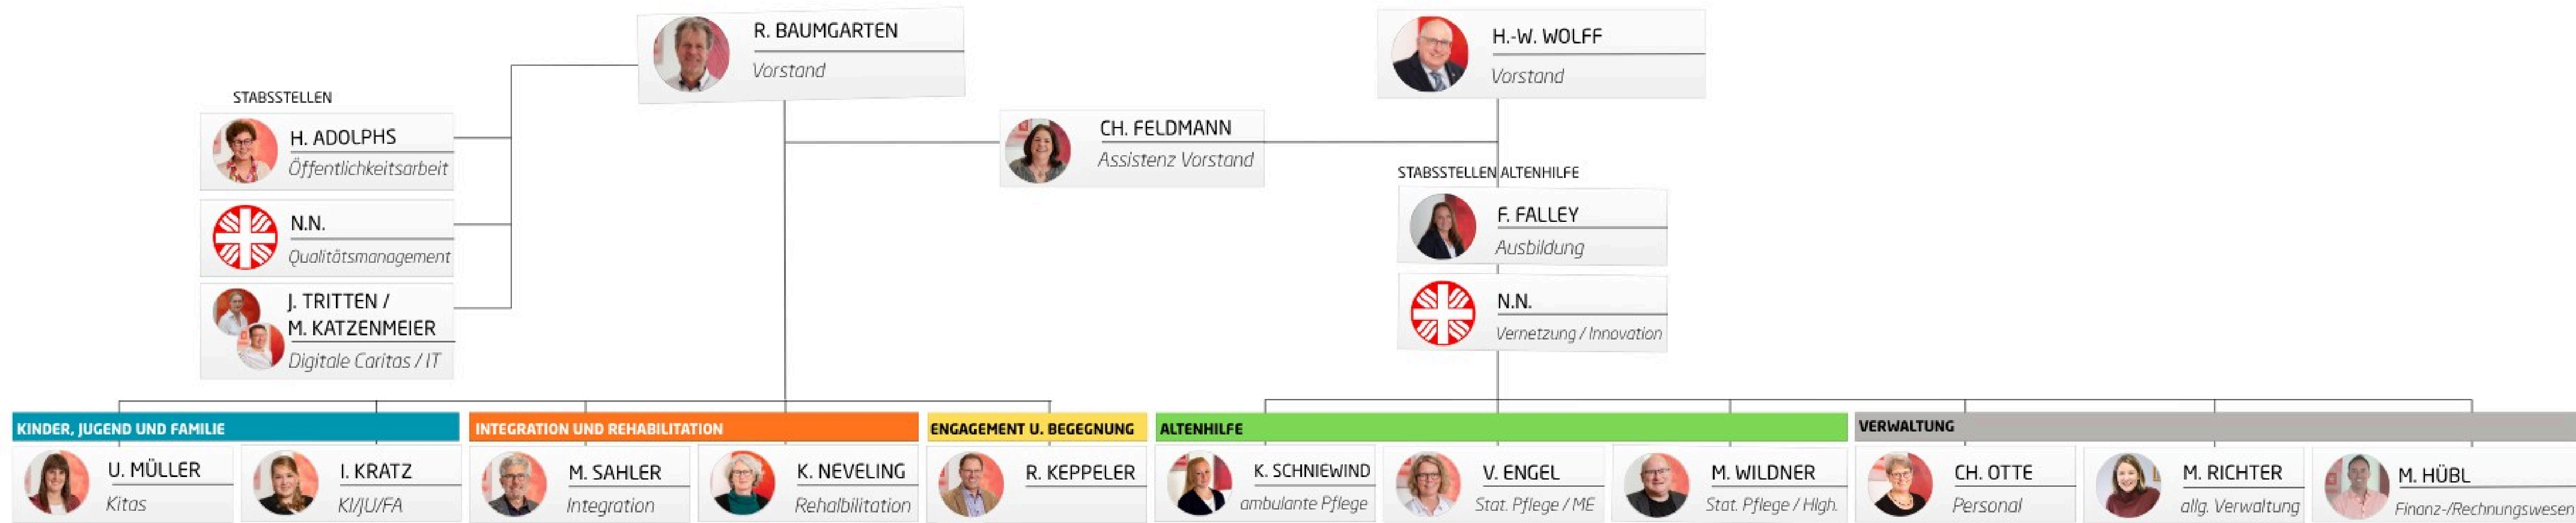 R. BAUMGARTEN
Vorstand
H.-W. WOLFF
Vorstand
STABSSTELLEN
H. ADOLPHS
Öffentlichkeitsarbeit
N.N.
Qualitätsmanagement
J. TRITTEN /
M. KATZENMEIER
Digitale Caritas / IT
CH. FELDMANN
Assistenz Vorstand
STABSSTELLEN ALTENHILFE
F. FALLEY
Ausbildung
N.N.
Vernetzung / Innovation
KINDER, JUGEND UND FAMILIE
U. MÜLLER
Kitas
I. KRATZ
KI/JU/FA
INTEGRATION UND REHABILITATION
M. SAHLER
Integration
K. NEVELING
Rehalbilitation
ENGAGEMENT U. BEGEGNUNG
R. KEPPELER
ALTENHILFE
K. SCHNIEWIND
ambulante Pflege
V. ENGEL
Stat. Pflege / ME
M. WILDNER
Stat. Pflege / High.
VERWALTUNG
CH. OTTE
Personal
M. RICHTER
allg. Verwaltung
M. HÜBL
Finanz-/Rechnungswesen